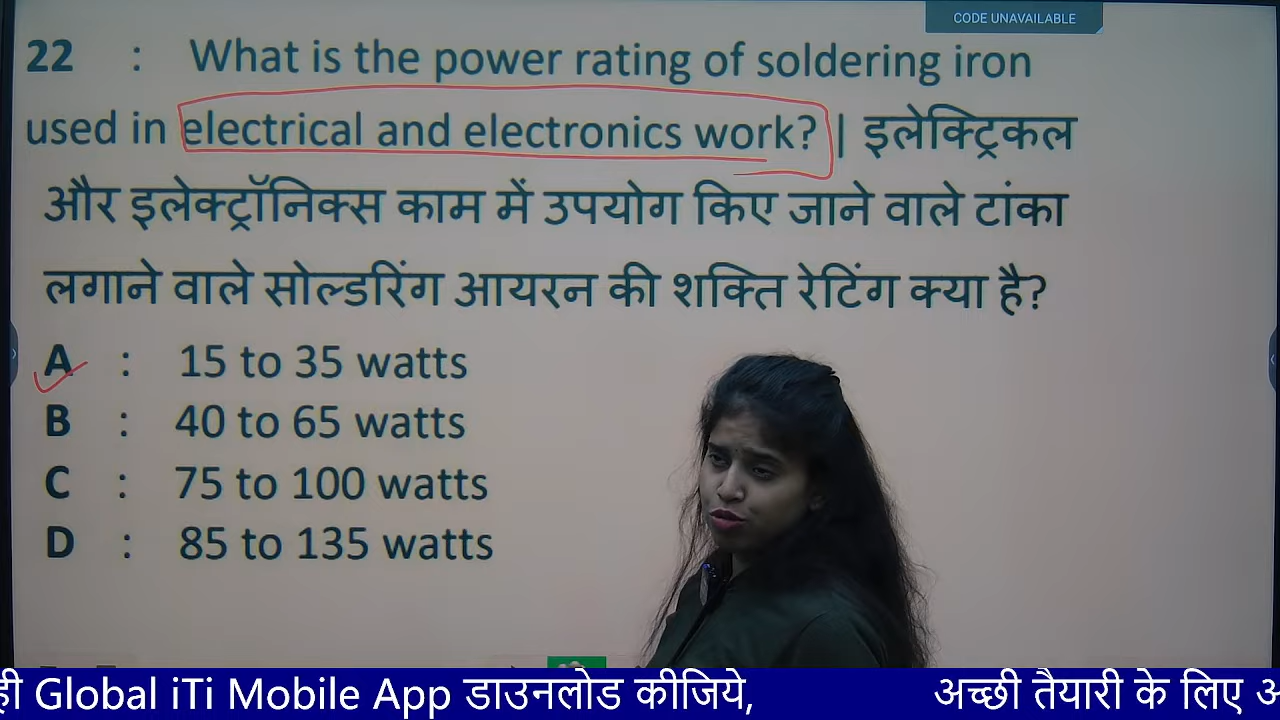 CODE UNAVAILABLE
22 : What is the power rating of soldering iron
used in electrical and electronics work? | इलेक्ट्रिकल
और इलेक्ट्रॉनिक्स काम में उपयोग किए जाने वाले टांका
लगाने वाले सोल्डरिंग आयरन की शक्ति रेटिंग क्या है?
A : 15 to 35 watts
B : 40 to 65 watts
C : 75 to 100 watts
D : 85 to 135 watts
ही Global iTi Mobile App डाउनलोड कीजिये, अच्छी तैयारी के लिए